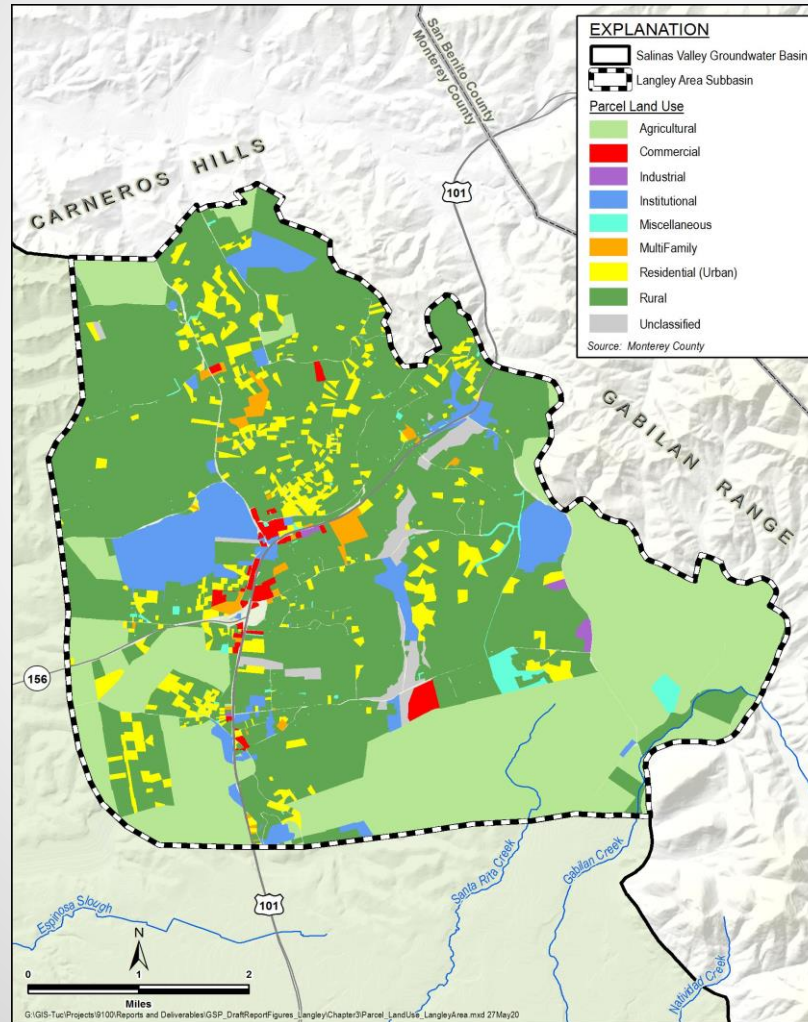 EXPLANATION
Salinas Valley Groundwater Basin
Langley Area Subbasin
Parcel Land Use
Agricultural
Commercial
Industrial
Institutional
Miscellaneous
MultiFamily
Residential (Urban)
Rural
Unclassified
Source: Monterey County
San Benito County
Monterey County
CARNEROS HILLS
101
GABILAN RANGE
156
Santa Rita Creek
Gabilan Creek
101
Espinosa Slough
Natividad Creek
N
0 1 2
Miles
G:\GIS-Tuc\Projects\9100\Reports and Deliverables\GSP_DraftReportFigures_Langley\Chapter3\Parcel_LandUse_LangleyArea.mxd 27May20